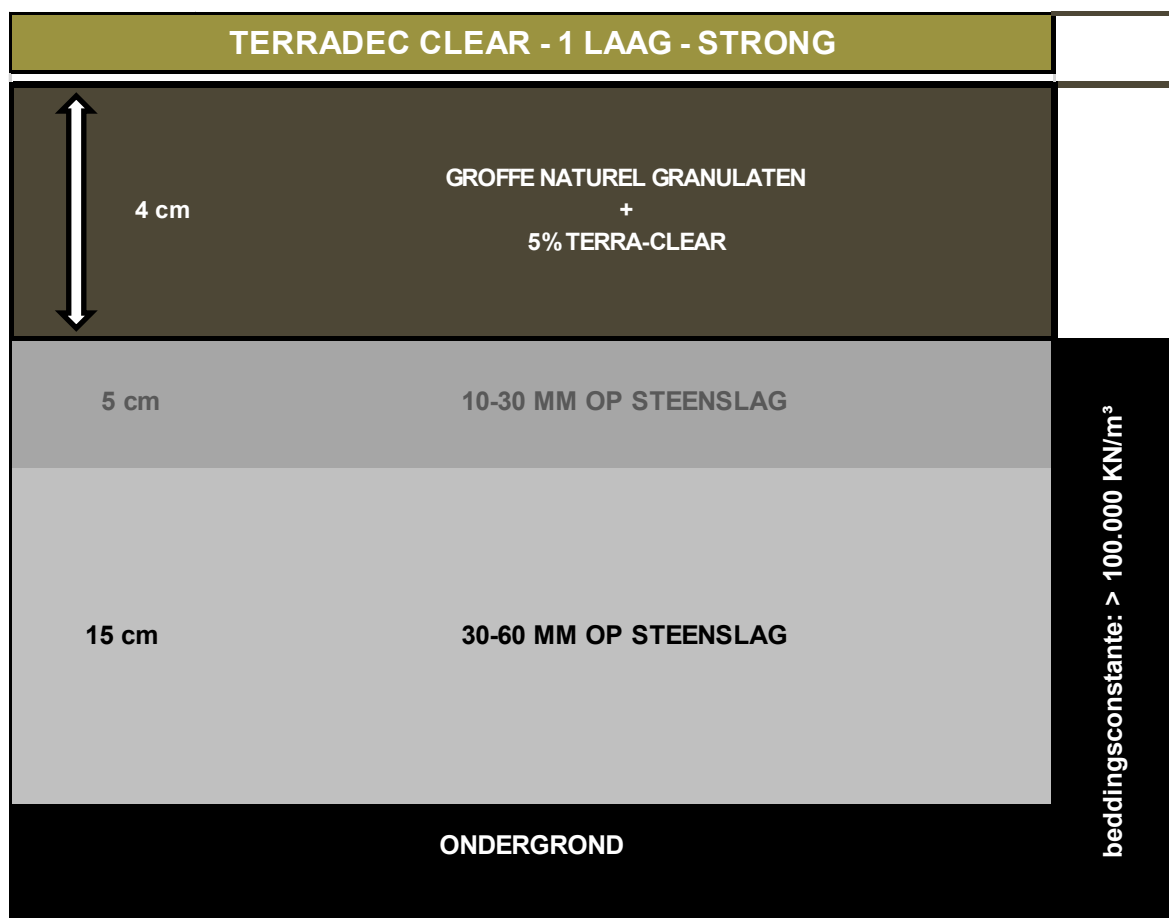 TERRADEC CLEAR - 1 LAAG - STRONG
4 cm
GROFFE NATUREL GRANULATEN
+
5% TERRA-CLEAR
5 cm
10-30 MM OP STEENSLAG
15 cm
30-60 MM OP STEENSLAG
beddingsconstante: > 100.000 KN/m³
ONDERGROND